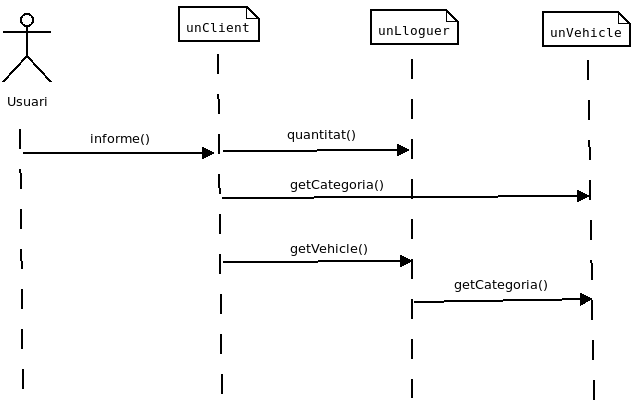 unClient
unLloguer
unVehicle
Usuari
informe()
quantitat()
getCategoria()
getVehicle()
getCategoria()